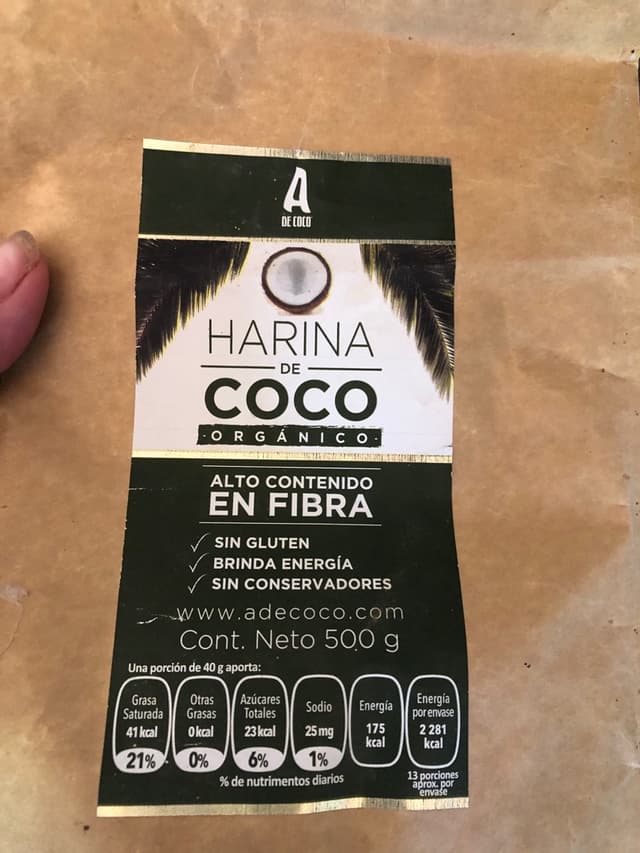 A
DE COCO
HARINA
DE
COCO
·ORGÁNICO·
ALTO CONTENIDO
EN FIBRA
✓ SIN GLUTEN
✓ BRINDA ENERGÍA
✓ SIN CONSERVADORES
www.adecoco.com
Cont. Neto 500 g
Una porción de 40 g aporta:
Grasa Saturada 41 kcal 21%
Otras Grasas 0 kcal 0%
Azúcares Totales 23 kcal 6%
Sodio 25 mg 1%
Energía 175 kcal
Energía por envase 2 281 kcal
% de nutrimentos diarios
13 porciones
aprox. por
envase